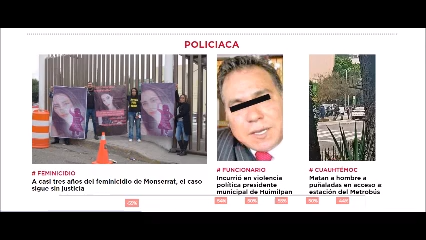 POLICIACA
# FEMINICIDIO
A casi tres años del feminicidio de Monserrat, el caso
sigue sin justicia
# FUNCIONARIO
Incurrió en violencia
política presidente
municipal de Huimilpan
# CUAUHTEMOC
Matan a hombre a
puñaladas en acceso a
estación del Metrobús